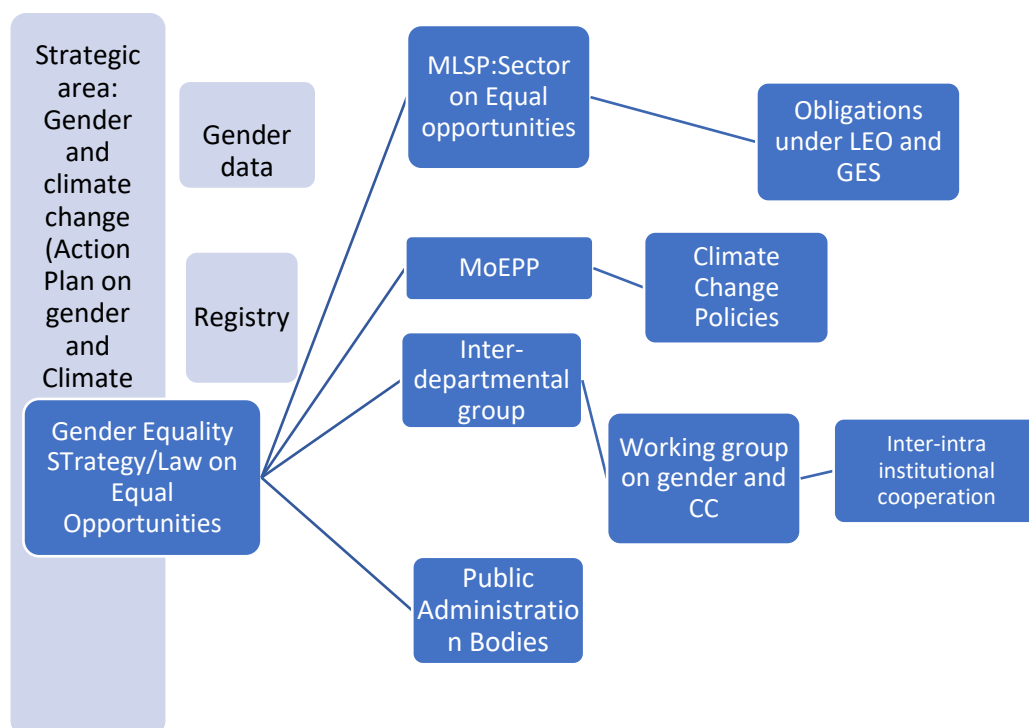 Strategic
area:
Gender
and
climate
change
(Action
Plan on
gender
and
Climate
Gender
data
Registry
Gender Equality
STrategy/Law on
Equal
Opportunities
MLSP:Sector
on Equal
opportunities
Obligations
under LEO and
GES
MoEPP
Climate
Change
Policies
Inter-
departmental
group
Working group
on gender and
CC
Inter-intra
institutional
cooperation
Public
Administratio
n Bodies